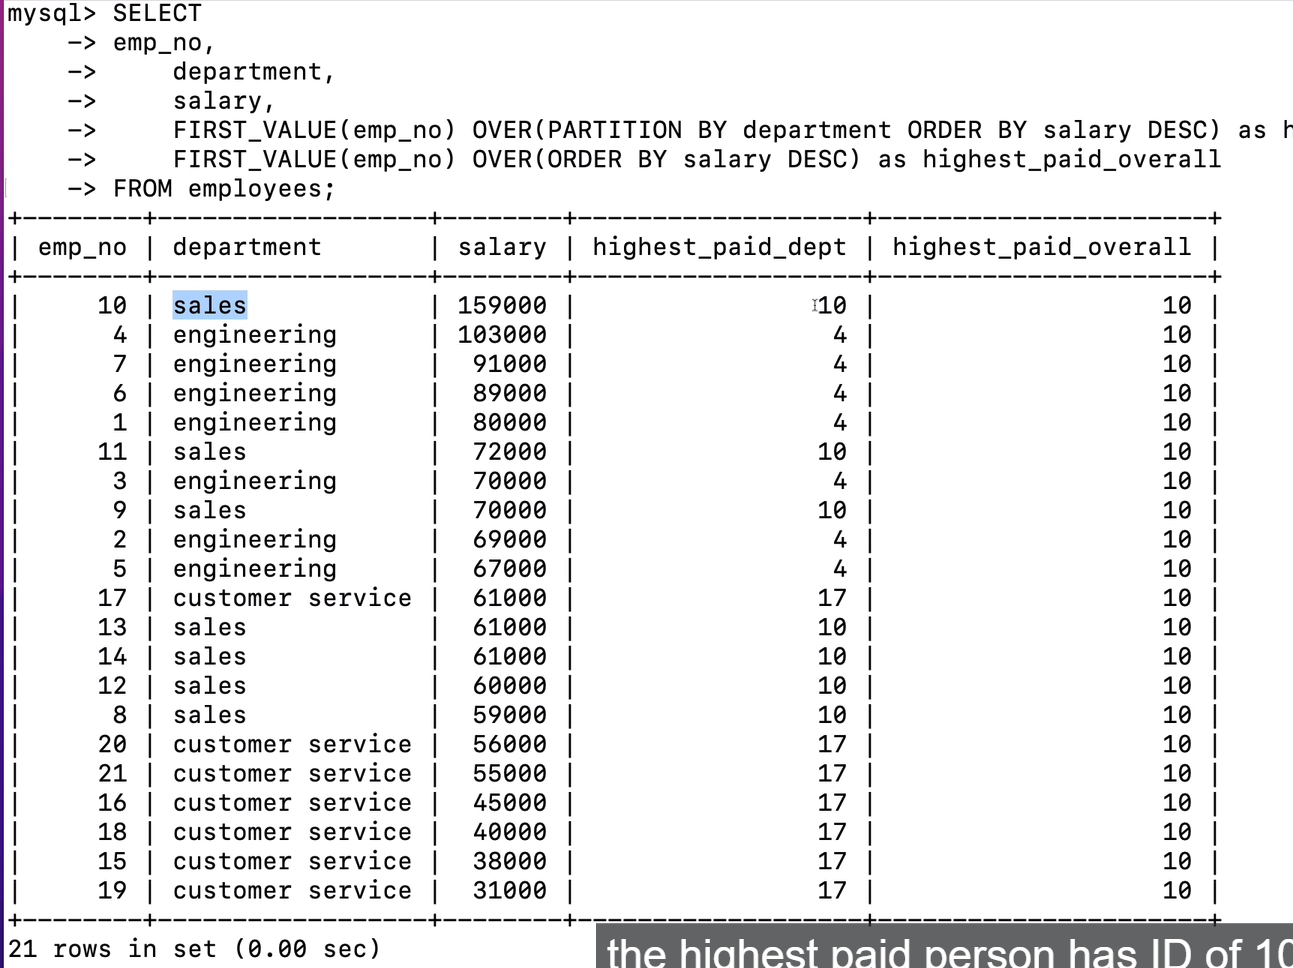 mysql> SELECT
    -> emp_no,
    ->     department,
    ->     salary,
    ->     FIRST_VALUE(emp_no) OVER(PARTITION BY department ORDER BY salary DESC) as h
    ->     FIRST_VALUE(emp_no) OVER(ORDER BY salary DESC) as highest_paid_overall
    -> FROM employees;
+--------+------------------+--------+-------------------+----------------------+
| emp_no | department       | salary | highest_paid_dept | highest_paid_overall |
+--------+------------------+--------+-------------------+----------------------+
|     10 | sales            | 159000 |                10 |                   10 |
|      4 | engineering      | 103000 |                 4 |                   10 |
|      7 | engineering      |  91000 |                 4 |                   10 |
|      6 | engineering      |  89000 |                 4 |                   10 |
|      1 | engineering      |  80000 |                 4 |                   10 |
|     11 | sales            |  72000 |                10 |                   10 |
|      3 | engineering      |  70000 |                 4 |                   10 |
|      9 | sales            |  70000 |                10 |                   10 |
|      2 | engineering      |  69000 |                 4 |                   10 |
|      5 | engineering      |  67000 |                 4 |                   10 |
|     17 | customer service |  61000 |                17 |                   10 |
|     13 | sales            |  61000 |                10 |                   10 |
|     14 | sales            |  61000 |                10 |                   10 |
|     12 | sales            |  60000 |                10 |                   10 |
|      8 | sales            |  59000 |                10 |                   10 |
|     20 | customer service |  56000 |                17 |                   10 |
|     21 | customer service |  55000 |                17 |                   10 |
|     16 | customer service |  45000 |                17 |                   10 |
|     18 | customer service |  40000 |                17 |                   10 |
|     15 | customer service |  38000 |                17 |                   10 |
|     19 | customer service |  31000 |                17 |                   10 |
+--------+------------------+--------+-------------------+----------------------+
21 rows in set (0.00 sec)
the highest paid person has ID of 10